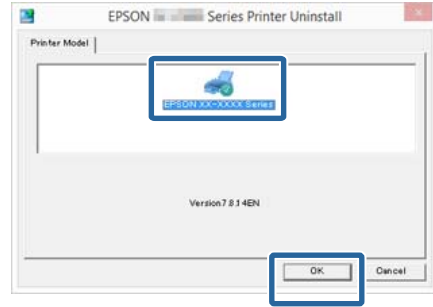 EPSON Series Printer Uninstall
Printer Model
EPSON XX-XXXX Series
Version7.8.14EN
OK Cancel